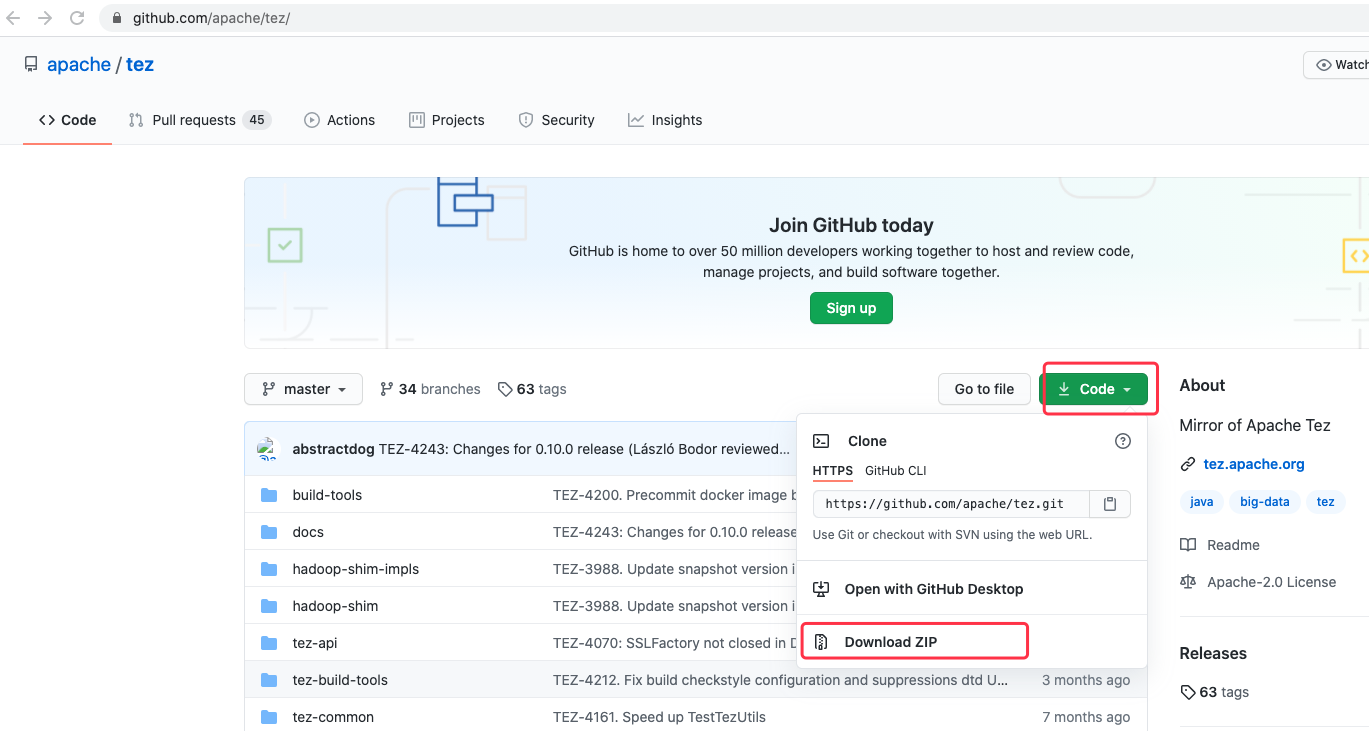 github.com/apache/tez/
apache / tez
Watch
Code
Pull requests 45
Actions
Projects
Security
Insights
Join GitHub today
GitHub is home to over 50 million developers working together to host and review code,
manage projects, and build software together.
Sign up
master
34 branches
63 tags
Go to file
Code
abstractdog TEZ-4243: Changes for 0.10.0 release (László Bodor reviewed...
build-tools TEZ-4200. Precommit docker image b
docs TEZ-4243: Changes for 0.10.0 release
hadoop-shim-impls TEZ-3988. Update snapshot version i
hadoop-shim TEZ-3988. Update snapshot version i
tez-api TEZ-4070: SSLFactory not closed in D
tez-build-tools TEZ-4212. Fix build checkstyle configuration and suppressions dtd U... 3 months ago
tez-common TEZ-4161. Speed up TestTezUtils 7 months ago
Clone
HTTPS GitHub CLI
https://github.com/apache/tez.git
Use Git or checkout with SVN using the web URL.
Open with GitHub Desktop
Download ZIP
About
Mirror of Apache Tez
tez.apache.org
java big-data tez
Readme
Apache-2.0 License
Releases
63 tags